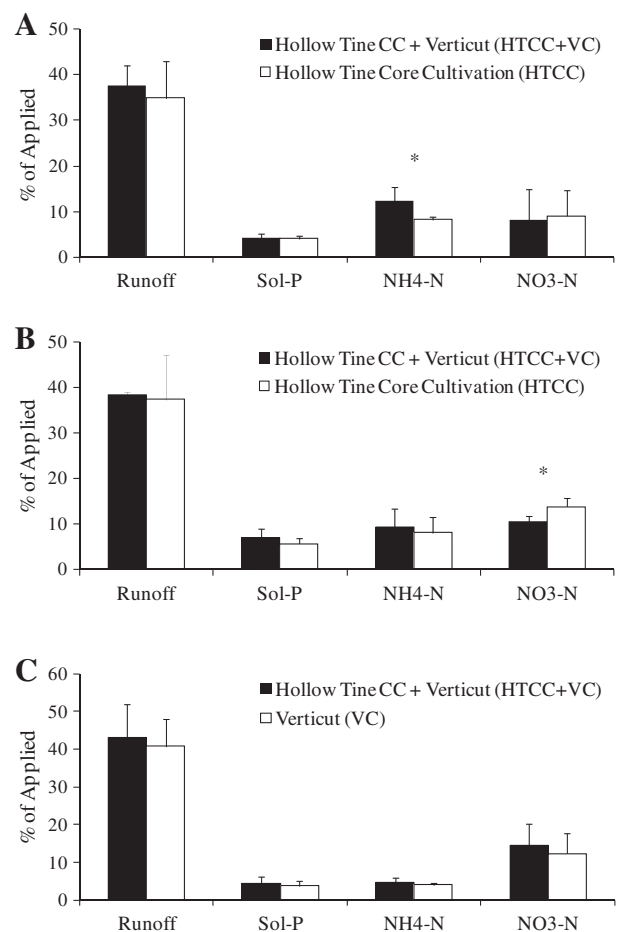 A
50
40
30
20
10
0
% of Applied
■ Hollow Tine CC + Verticut (HTCC+VC)
□ Hollow Tine Core Cultivation (HTCC)
*
Runoff Sol-P NH4-N NO3-N
B
50
40
30
20
10
0
% of Applied
■ Hollow Tine CC + Verticut (HTCC+VC)
□ Hollow Tine Core Cultivation (HTCC)
*
Runoff Sol-P NH4-N NO3-N
C
60
50
40
30
20
10
0
% of Applied
■ Hollow Tine CC + Verticut (HTCC+VC)
□ Verticut (VC)
Runoff Sol-P NH4-N NO3-N